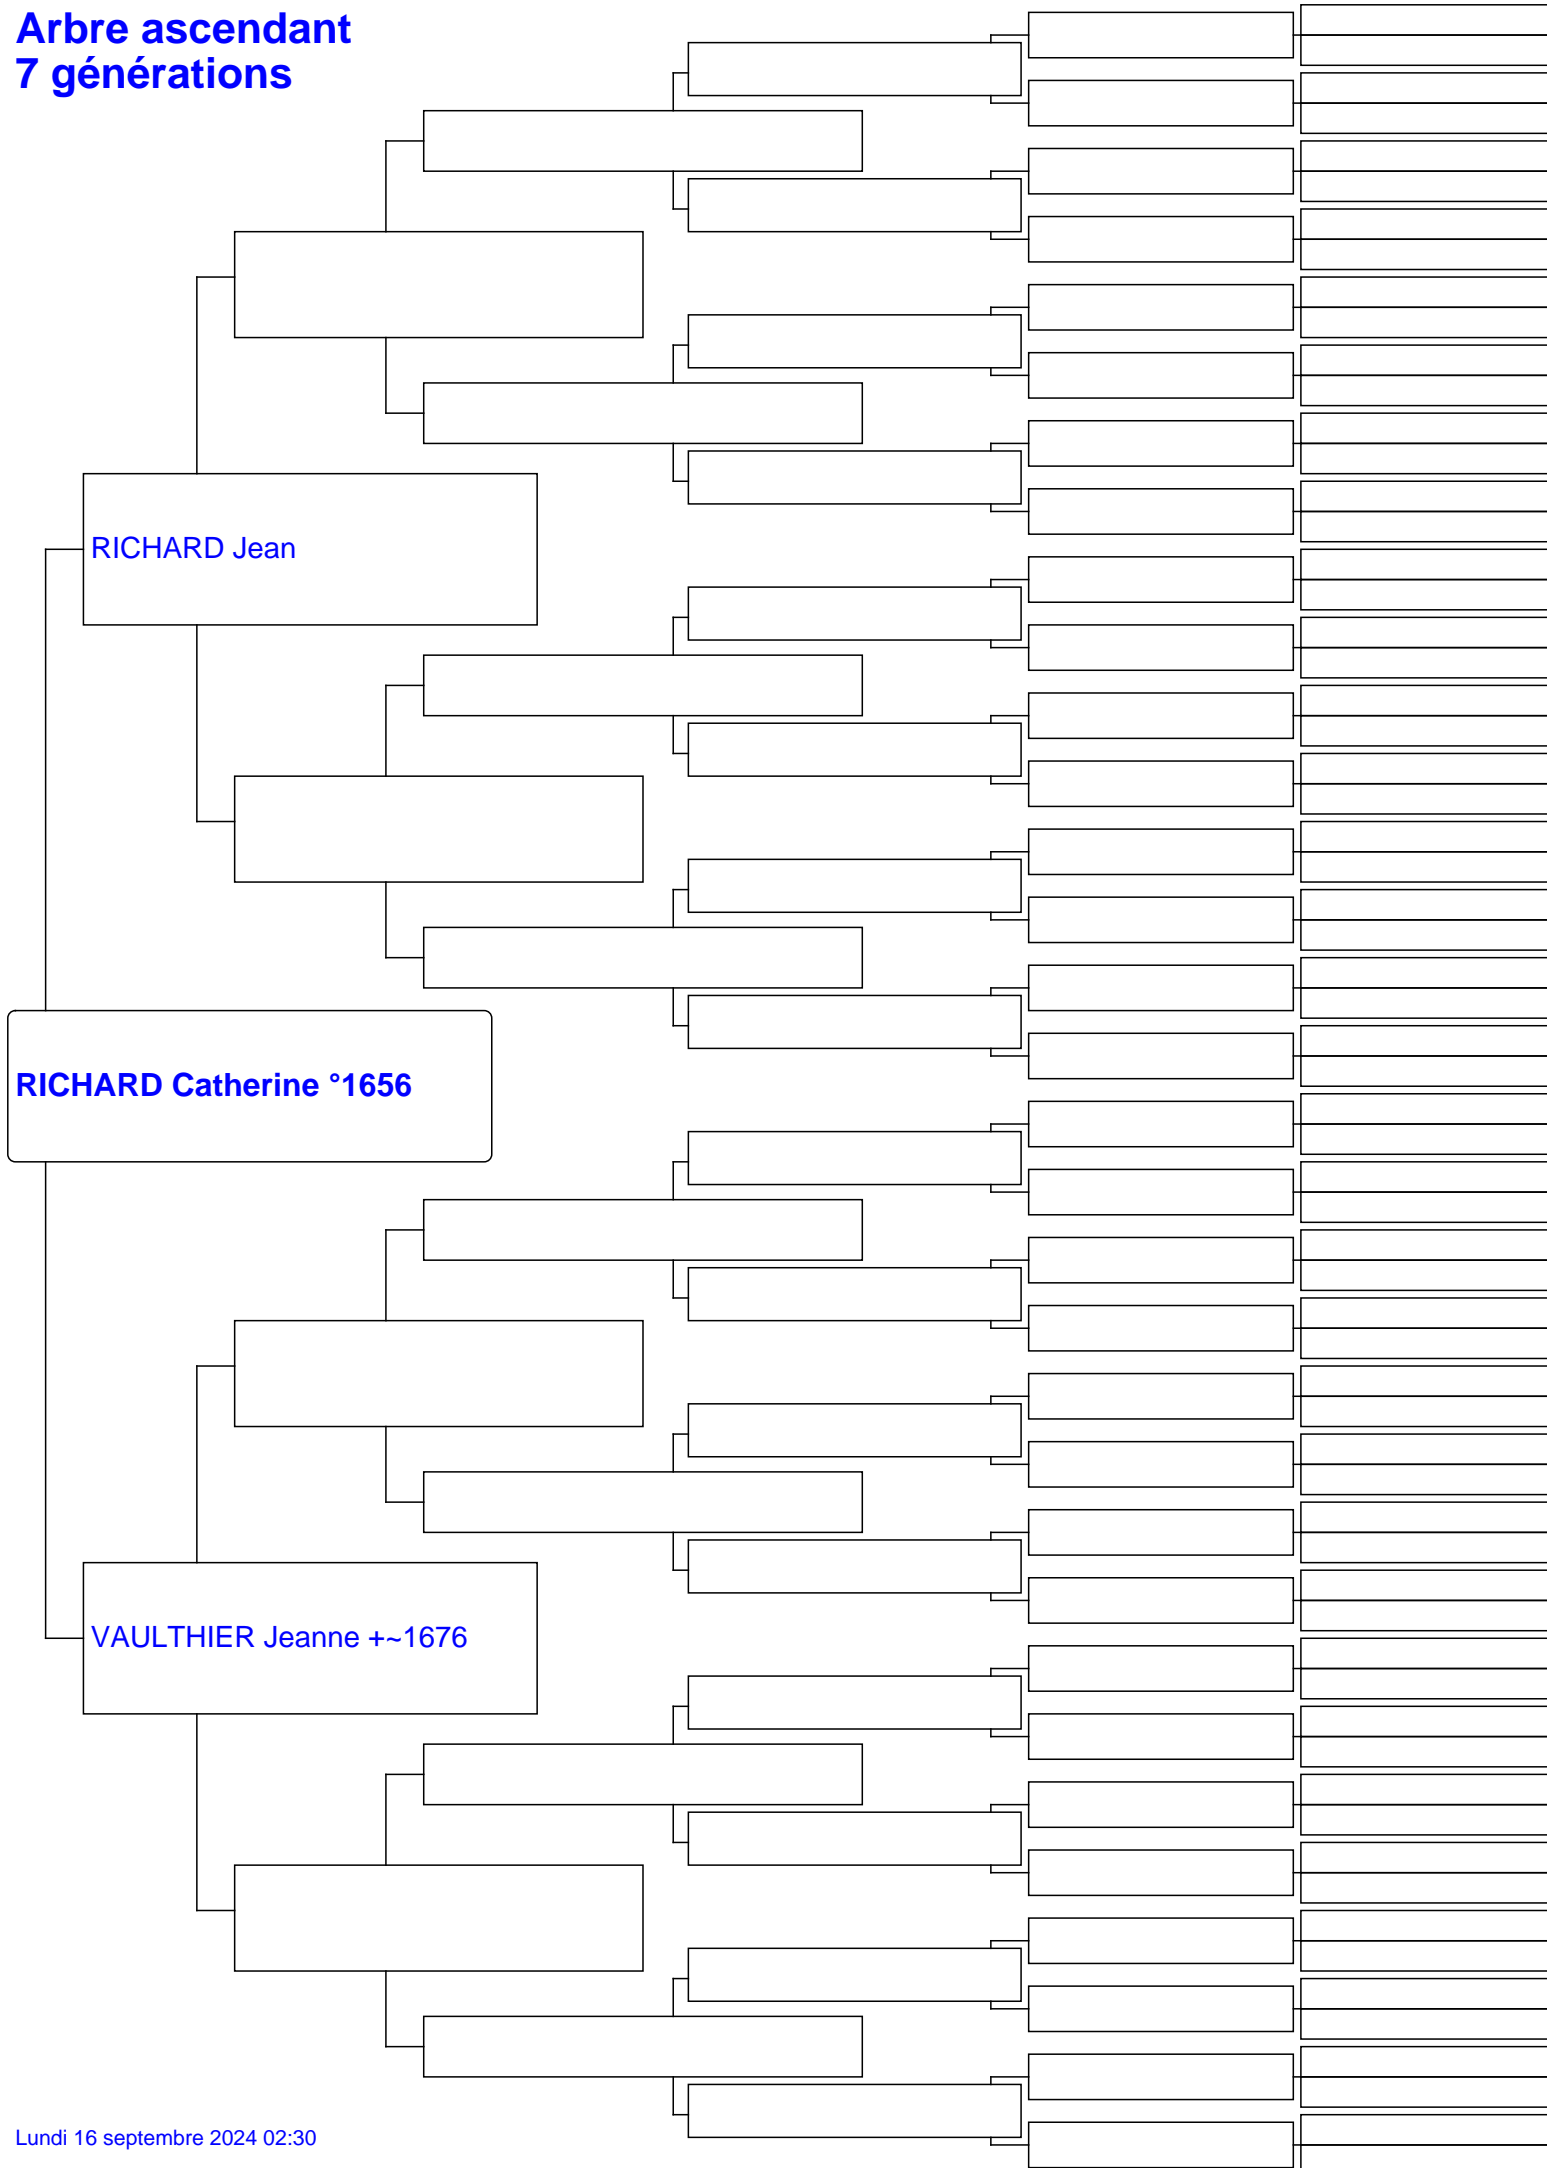 Arbre ascendant
7 générations
RICHARD Jean
RICHARD Catherine °1656
VAULTHIER Jeanne +~1676
Lundi 16 septembre 2024 02:30